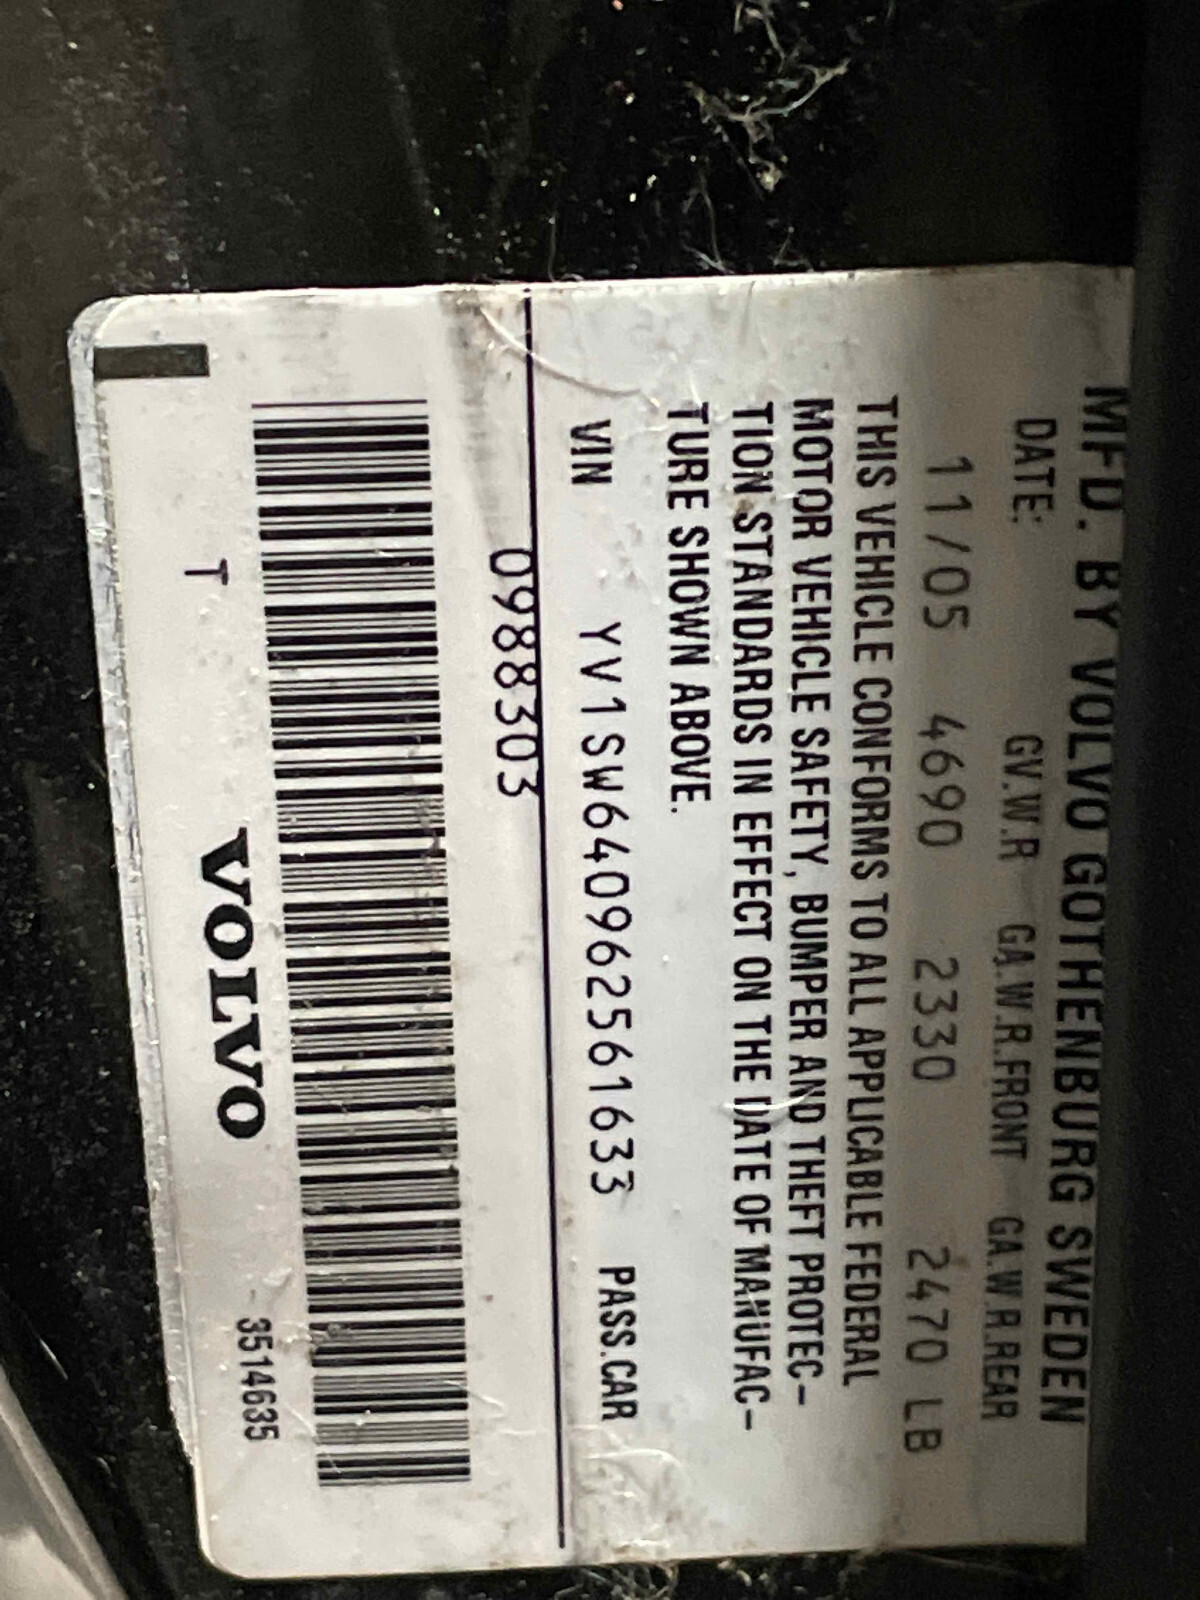 MFD. BY VOLVO GOTHENBURG SWEDEN
DATE: GV.W.R GA.W.R.FRONT GA.W.R.REAR
11/05 4690 2330 2470 LB
THIS VEHICLE CONFORMS TO ALL APPLICABLE FEDERAL
MOTOR VEHICLE SAFETY, BUMPER AND THEFT PROTEC-
TION STANDARDS IN EFFECT ON THE DATE OF MANUFAC-
TURE SHOWN ABOVE.
VIN YV1SW640962561633 PASS.CAR
0988303
T VOLVO 3514635